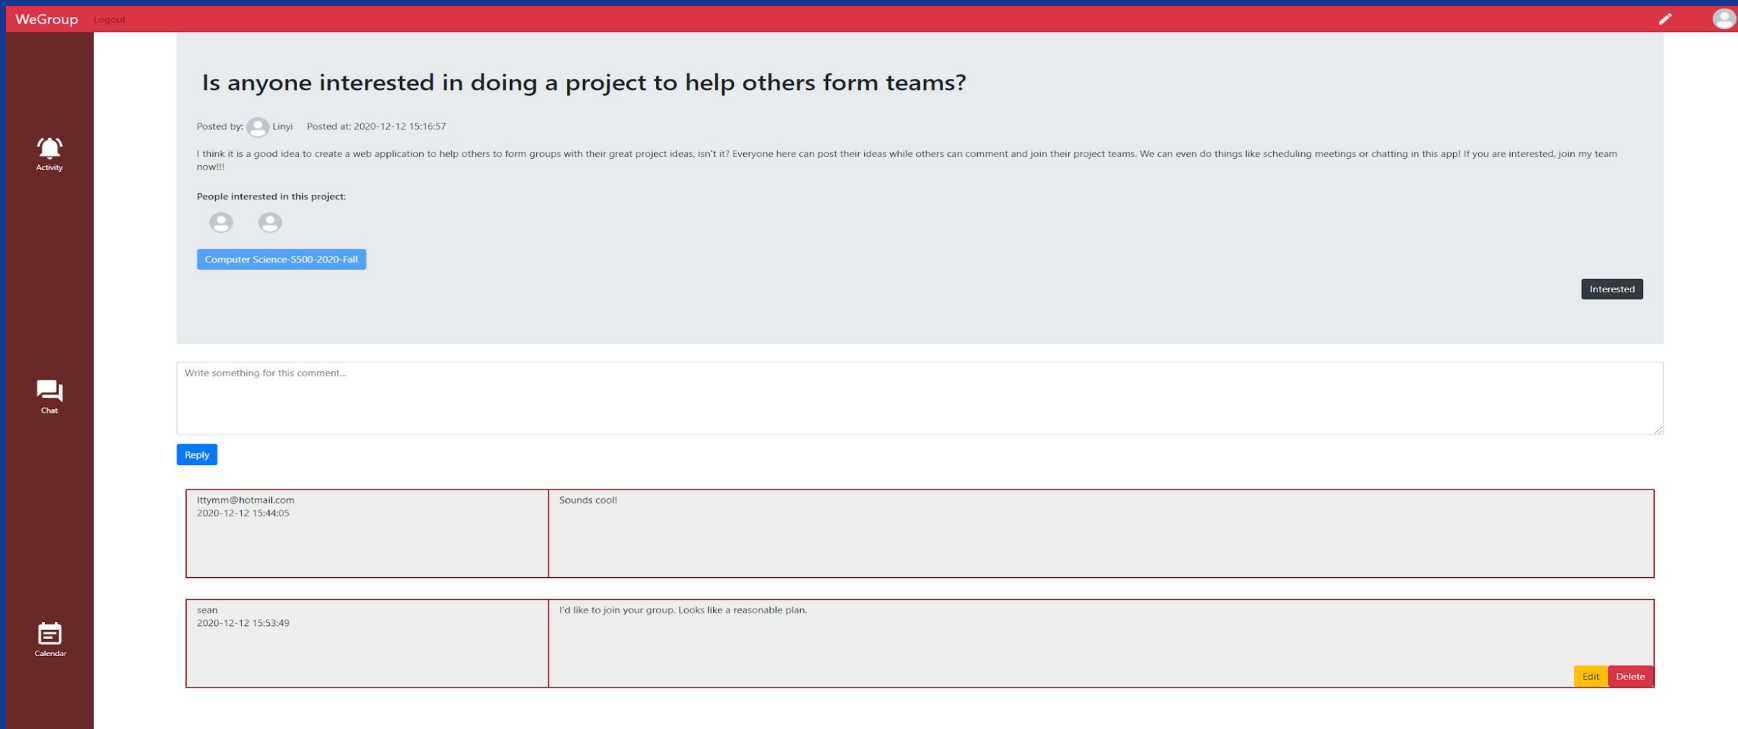 WeGroup Logout
Is anyone interested in doing a project to help others form teams?
Posted by: Linyi Posted at: 2020-12-12 15:16:57
I think it is a good idea to create a web application to help others to form groups with their great project ideas, isn't it? Everyone here can post their ideas while others can comment and join their project teams. We can even do things like scheduling meetings or chatting in this app! If you are interested, join my team
now!!!
Activity
People interested in this project:
Computer Science-5500-2020-Fall
Interested
Write something for this comment...
Chat
Reply
lttymm@hotmail.com
2020-12-12 15:44:05
Sounds cool!
sean
2020-12-12 15:53:49
I'd like to join your group. Looks like a reasonable plan.
Calendar
Edit Delete